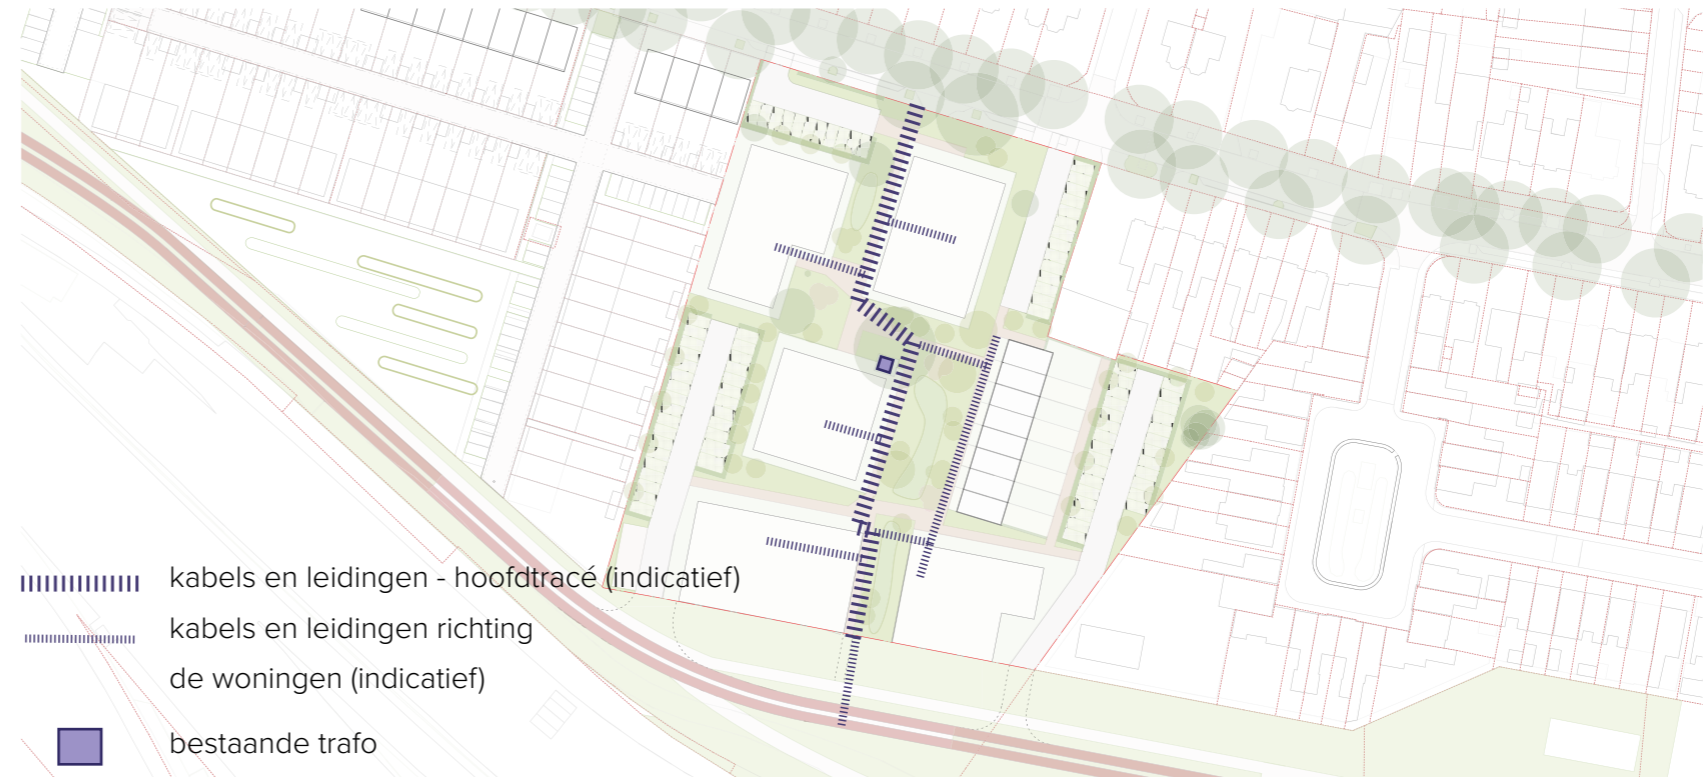 kabels en leidingen - hoofdtracé (indicatief)
kabels en leidingen richting
de woningen (indicatief)
bestaande trafo